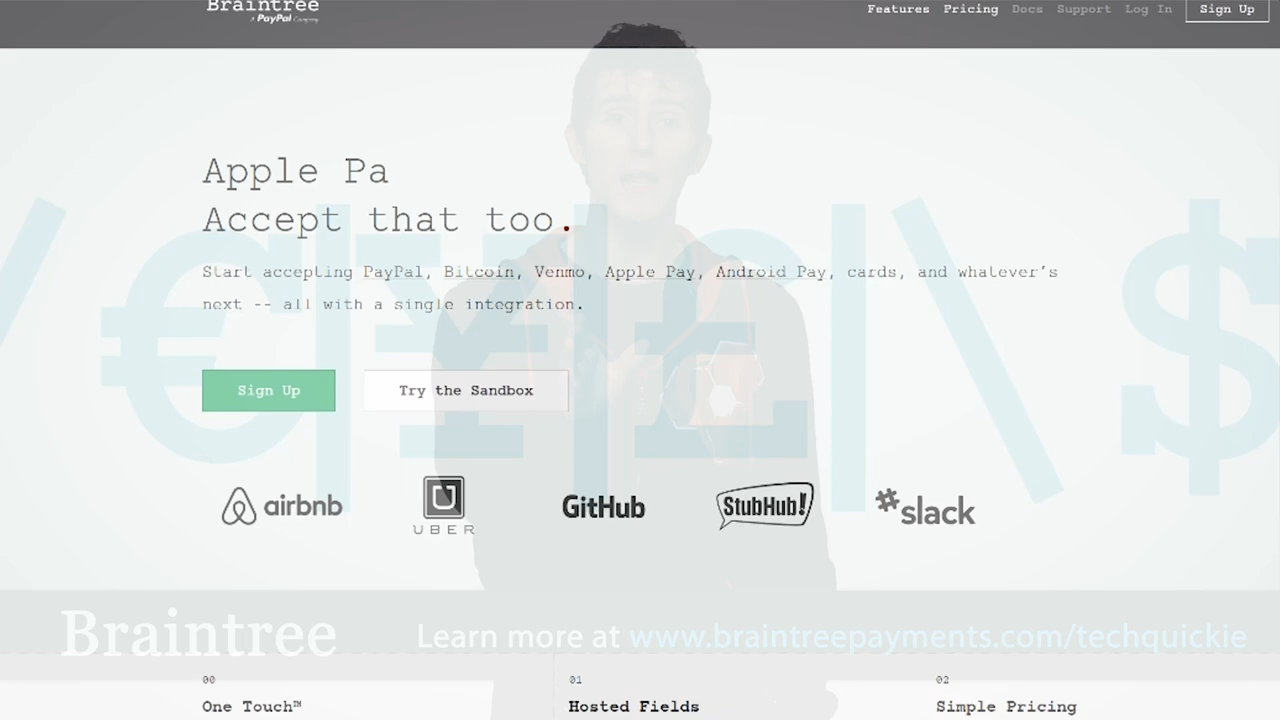 Braintree
A PayPal Company
Features Pricing Docs Support Log In Sign Up
Apple Pa
Accept that too.
Start accepting PayPal, Bitcoin, Venmo, Apple Pay, Android Pay, cards, and whatever's
next -- all with a single integration.
Sign Up
Try the Sandbox
airbnb
UBER
GitHub
StubHub!
#slack
Braintree
Learn more at www.braintreepayments.com/techquickie
00
01
02
One Touch™
Hosted Fields
Simple Pricing